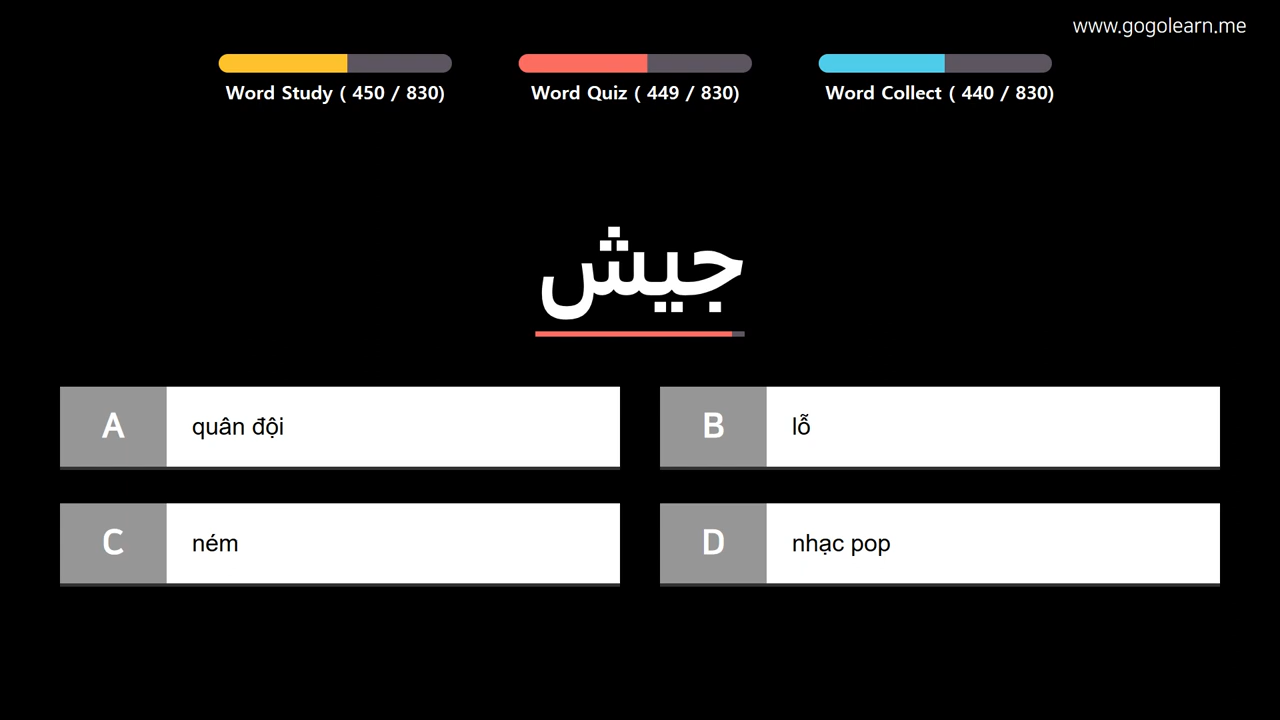 www.gogolearn.me
Word Study ( 450 / 830)
Word Quiz ( 449 / 830)
Word Collect ( 440 / 830)
جيش
A
quân đội
B
lỗ
C
ném
D
nhạc pop